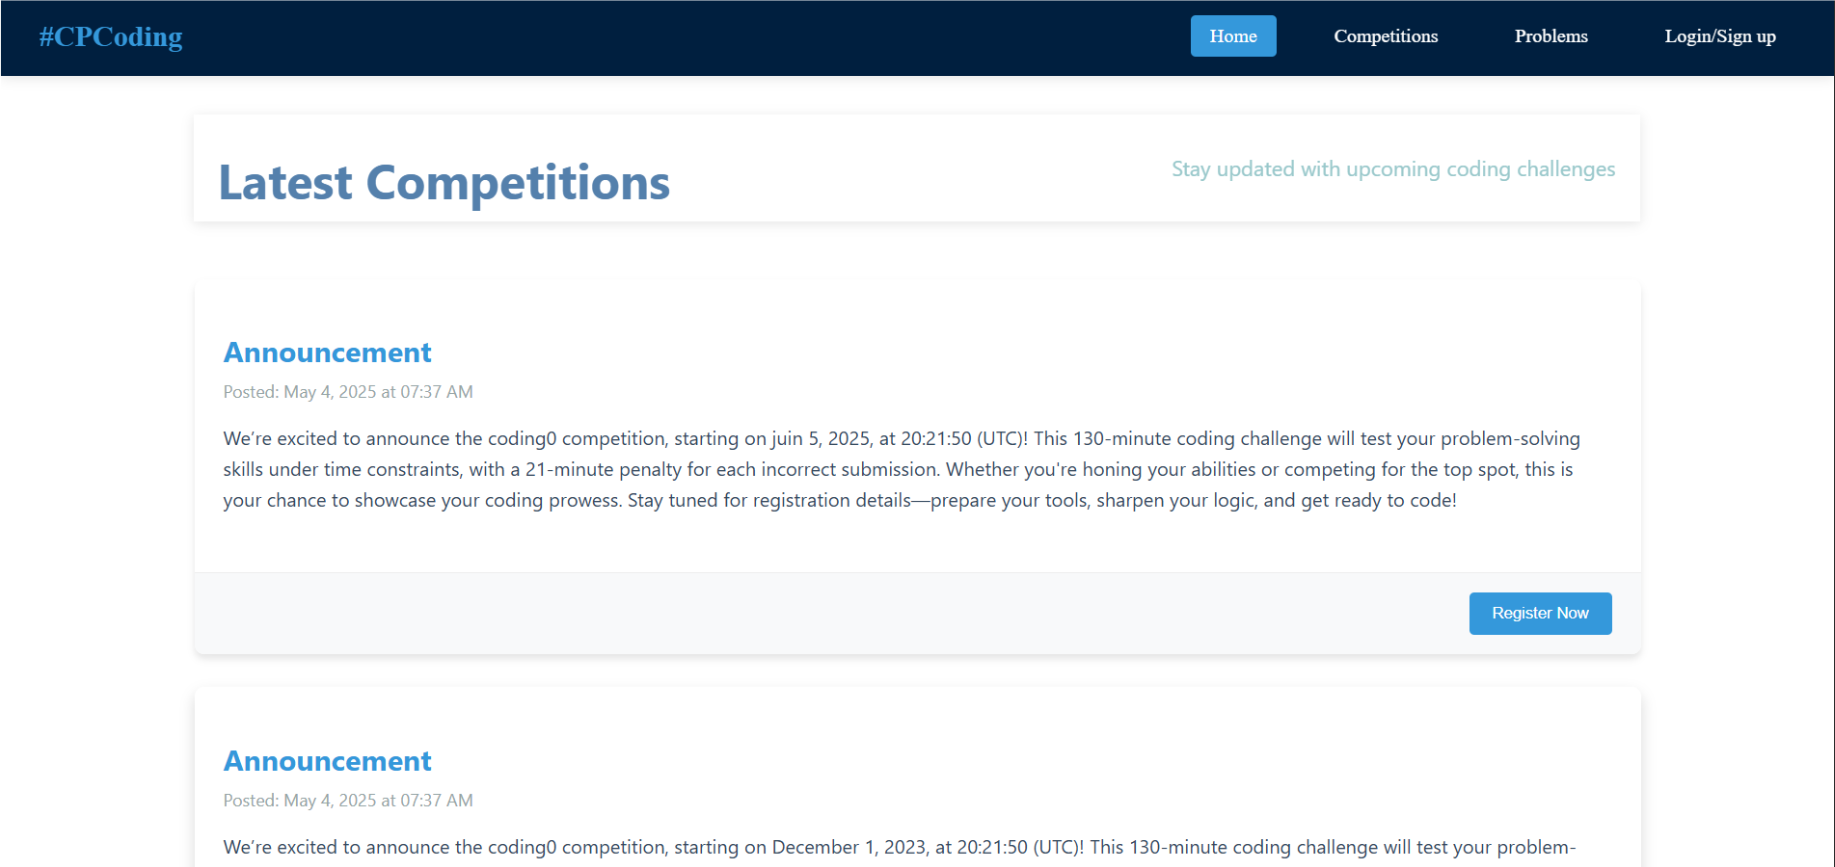 #CPCoding
Home
Competitions
Problems
Login/Sign up
Latest Competitions
Stay updated with upcoming coding challenges
Announcement
Posted: May 4, 2025 at 07:37 AM
We’re excited to announce the coding0 competition, starting on juin 5, 2025, at 20:21:50 (UTC)! This 130-minute coding challenge will test your problem-solving
skills under time constraints, with a 21-minute penalty for each incorrect submission. Whether you're honing your abilities or competing for the top spot, this is
your chance to showcase your coding prowess. Stay tuned for registration details—prepare your tools, sharpen your logic, and get ready to code!
Register Now
Announcement
Posted: May 4, 2025 at 07:37 AM
We’re excited to announce the coding0 competition, starting on December 1, 2023, at 20:21:50 (UTC)! This 130-minute coding challenge will test your problem-